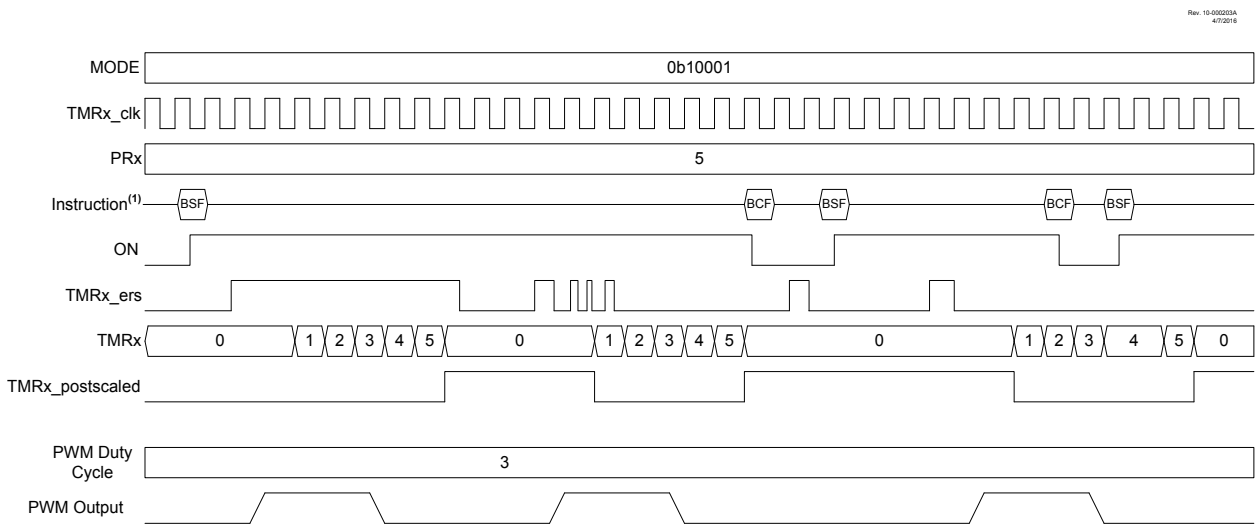 Rev. 10-000203A
4/7/2016
MODE 0b10001
TMRx_clk
PRx 5
Instruction(1) BSF BCF BSF BCF BSF
ON
TMRx_ers
TMRx 0 1 2 3 4 5 0 1 2 3 4 5 0 1 2 3 4 5 0
TMRx_postscaled
PWM Duty
Cycle 3
PWM Output